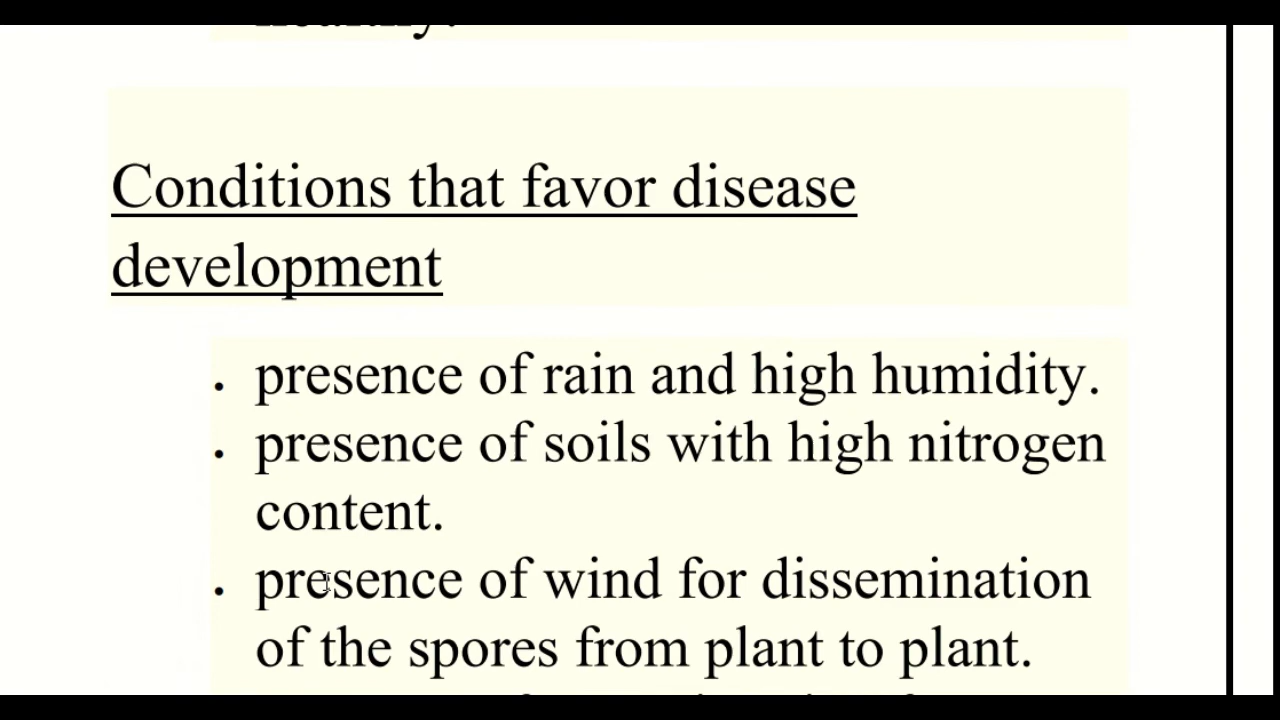 Conditions that favor disease
development
• presence of rain and high humidity.
• presence of soils with high nitrogen
content.
• presence of wind for dissemination
of the spores from plant to plant.